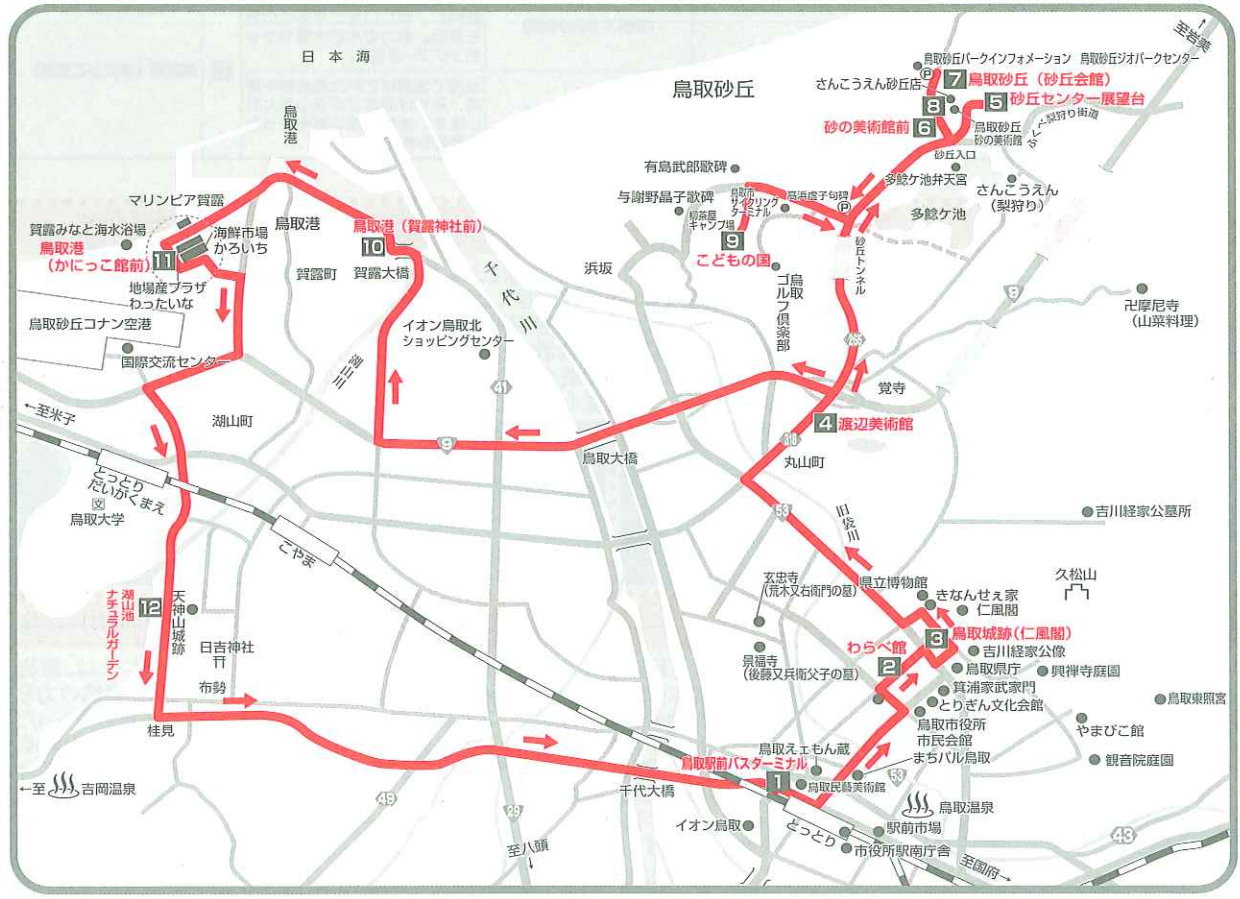 至岩美
日本海
鳥取砂丘
鳥取砂丘パークインフォメーション
鳥取砂丘ジオパークセンター
P
7
鳥取砂丘（砂丘会館）
さんこうえん砂丘店
8
5
砂丘センター展望台
砂の美術館前
6
鳥取砂丘
砂の美術館
梨狩り街道
砂丘入口
多鯰ケ池弁天宮
さんこうえん
（梨狩り）
多鯰ケ池
鳥取港
有島武郎歌碑
与謝野晶子歌碑
鳥取市
サイクリング
ターミナル
高浜虚子句碑
P
柳茶屋
キャンプ場
9
こどもの国
砂丘トンネル
マリンピア賀露
賀露みなと海水浴場
海鮮市場
かろいち
鳥取港
鳥取港
（かにっこ館前）
11
鳥取港（賀露神社前）
10
賀露大橋
賀露町
地場産プラザ
わったいな
鳥取砂丘コナン空港
国際交流センター
千代川
浜坂
鳥取
ゴルフ倶楽部
9
卍摩尼寺
（山菜料理）
イオン鳥取北
ショッピングセンター
湖山川
41
265
覚寺
←至米子
湖山町
9
鳥取大橋
4
渡辺美術館
318
丸山町
とっとり
だいがくまえ
文
鳥取大学
こやま
53
旧袋川
吉川経家公墓所
久松山
玄忠寺
（荒木又右衛門の墓）
県立博物館
きなんせぇ家
仁風閣
湖山池
ナチュラルガーデン
12
天神山城跡
日吉神社
布勢
景福寺
（後藤又兵衛父子の墓）
わらべ館
2
3
鳥取城跡（仁風閣）
吉川経家公像
鳥取県庁
興禅寺庭園
箕浦家武家門
とりぎん文化会館
鳥取東照宮
鳥取市役所
市民会館
やまびこ館
観音院庭園
桂見
鳥取駅前バスターミナル
1
鳥取えェもん蔵
鳥取民藝美術館
まちパル鳥取
53
鳥取温泉
←至
吉岡温泉
49
29
千代大橋
イオン鳥取
とっとり
駅前市場
市役所駅南庁舎
43
至八頭
↓
至国府→